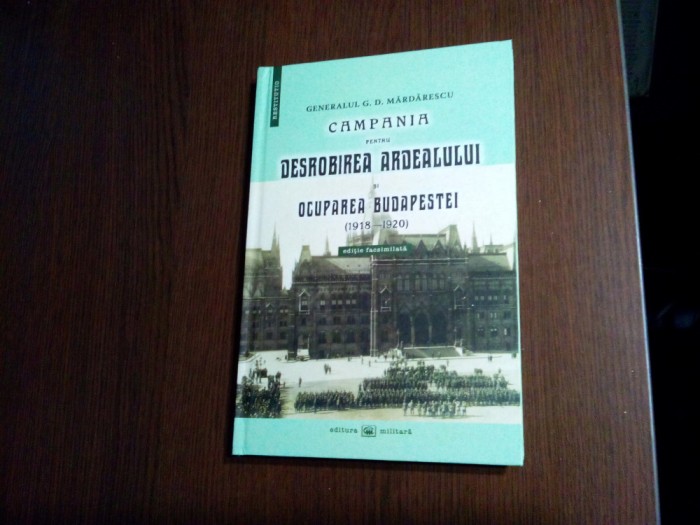 RESTITUTIO
GENERALUL G. D. MĂRDĂRESCU
CAMPANIA
PENTRU
DESROBIREA ARDEALULUI
ȘI
OCUPAREA BUDAPESTEI
(1918–1920)
ediție facsimilată
editura militară